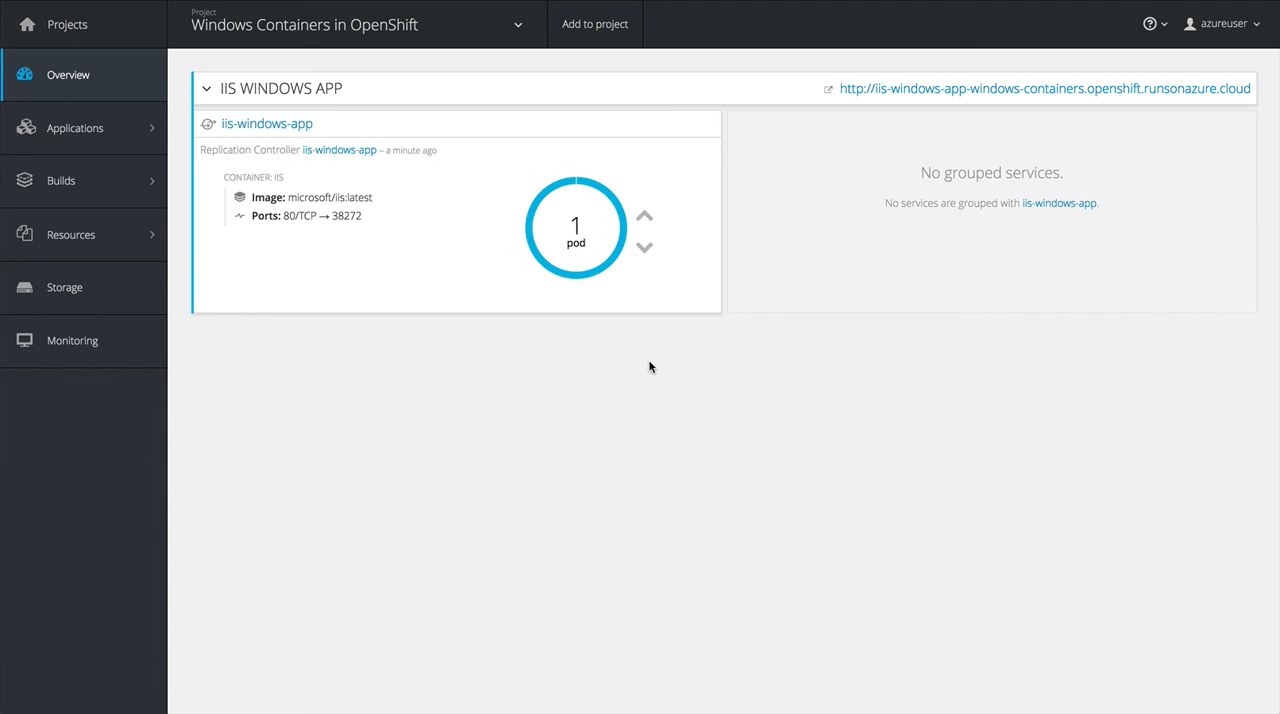 Projects
Project
Windows Containers in OpenShift
Add to project
azureuser
Overview
Applications
Builds
Resources
Storage
Monitoring
IIS WINDOWS APP
http://iis-windows-app-windows-containers.openshift.runsonazure.cloud
iis-windows-app
Replication Controller iis-windows-app – a minute ago
CONTAINER: IIS
Image: microsoft/iis:latest
Ports: 80/TCP → 38272
1
pod
No grouped services.
No services are grouped with iis-windows-app.